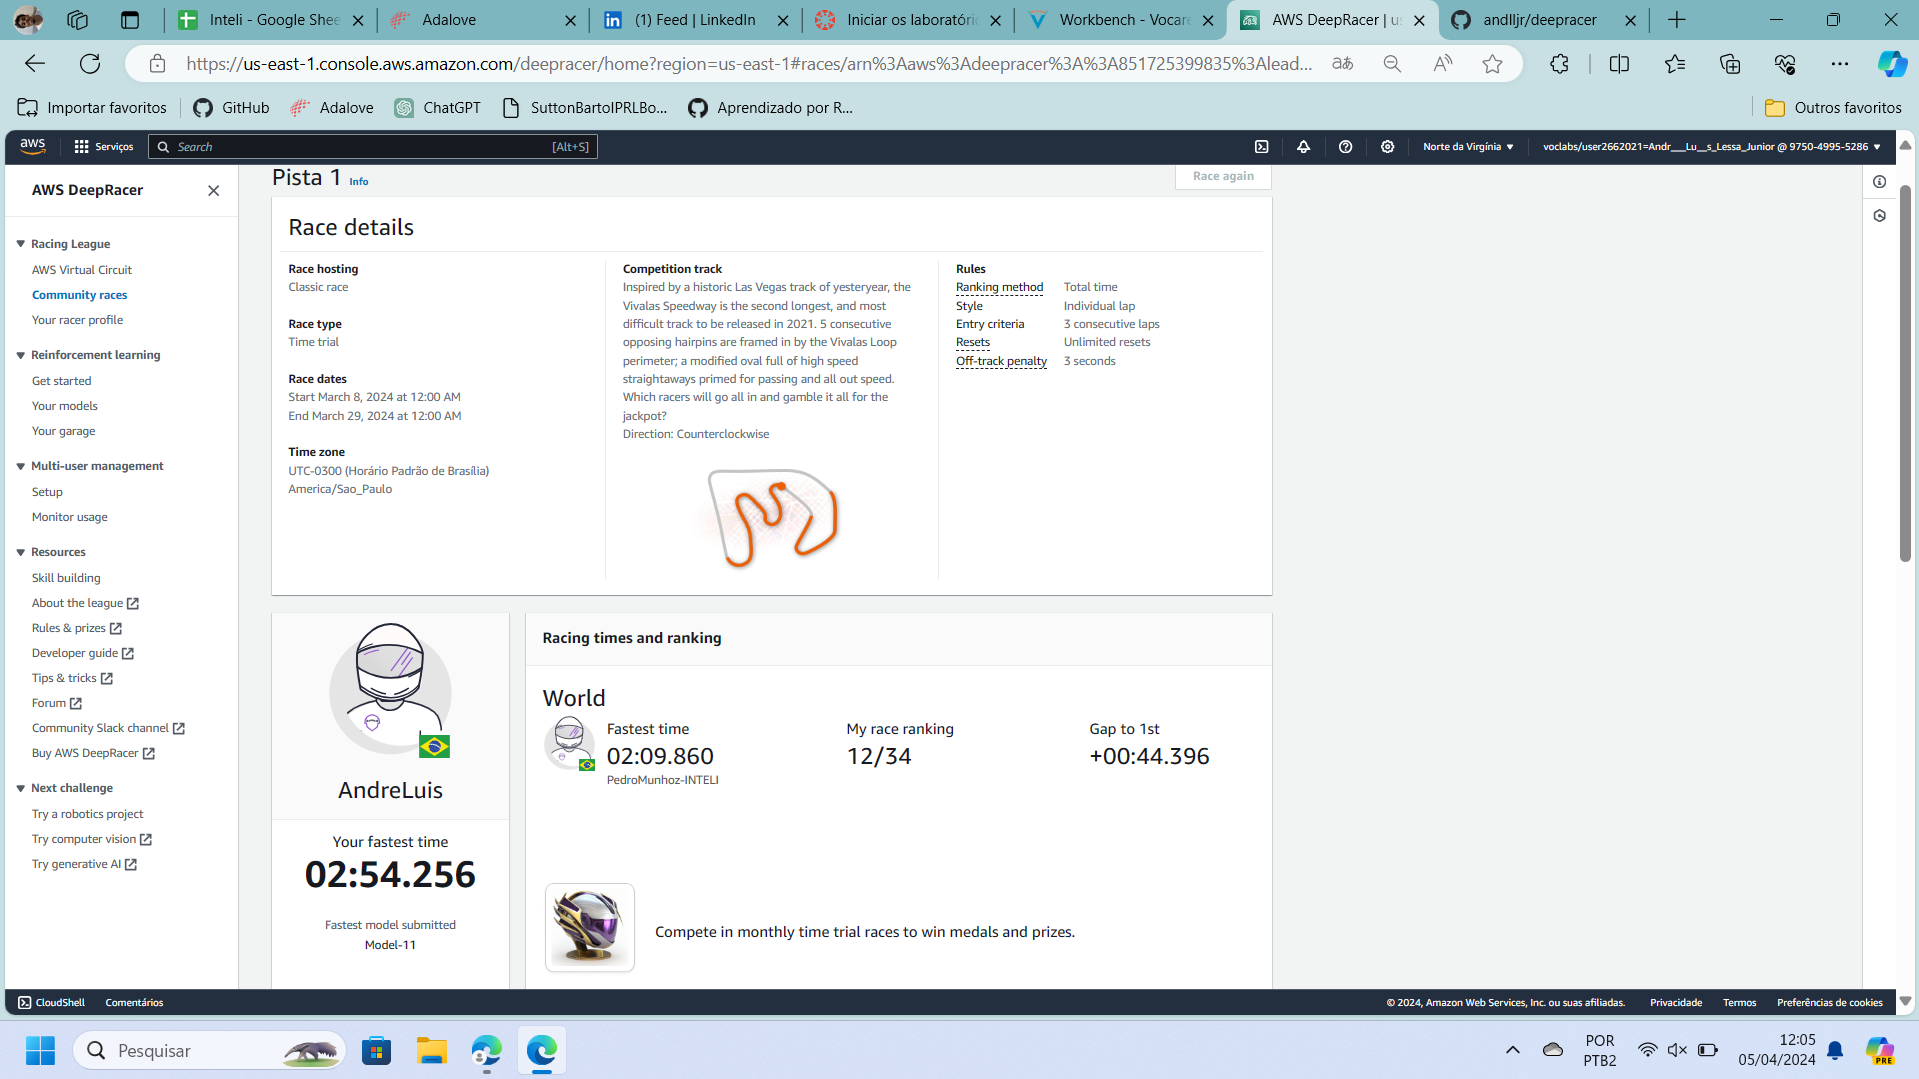 Inteli - Google Shee
Adalove
(1) Feed | LinkedIn
Iniciar os laboratóri
Workbench - Vocare
AWS DeepRacer | us
andlljr/deepracer
https://us-east-1.console.aws.amazon.com/deepracer/home?region=us-east-1#races/arn%3Aaws%3Adeepracer%3A%3A851725399835%3Alead...
Importar favoritos
GitHub
Adalove
ChatGPT
SuttonBartoIPRLBo...
Aprendizado por R...
Outros favoritos
aws
Serviços
Search
[Alt+S]
Norte da Virgínia
voclabs/user2662021=Andr___Lu__s_Lessa_Junior @ 9750-4995-5286
AWS DeepRacer
Racing League
AWS Virtual Circuit
Community races
Your racer profile
Reinforcement learning
Get started
Your models
Your garage
Multi-user management
Setup
Monitor usage
Resources
Skill building
About the league
Rules & prizes
Developer guide
Tips & tricks
Forum
Community Slack channel
Buy AWS DeepRacer
Next challenge
Try a robotics project
Try computer vision
Try generative AI
Pista 1 Info
Race again
Race details
Race hosting
Classic race
Race type
Time trial
Race dates
Start March 8, 2024 at 12:00 AM
End March 29, 2024 at 12:00 AM
Time zone
UTC-0300 (Horário Padrão de Brasília)
America/Sao_Paulo
Competition track
Inspired by a historic Las Vegas track of yesteryear, the
Vivalas Speedway is the second longest, and most
difficult track to be released in 2021. 5 consecutive
opposing hairpins are framed in by the Vivalas Loop
perimeter; a modified oval full of high speed
straightaways primed for passing and all out speed.
Which racers will go all in and gamble it all for the
jackpot?
Direction: Counterclockwise
Rules
Ranking method Total time
Style Individual lap
Entry criteria 3 consecutive laps
Resets Unlimited resets
Off-track penalty 3 seconds
AndreLuis
Your fastest time
02:54.256
Fastest model submitted
Model-11
Racing times and ranking
World
Fastest time
02:09.860
PedroMunhoz-INTELI
My race ranking
12/34
Gap to 1st
+00:44.396
Compete in monthly time trial races to win medals and prizes.
CloudShell
Comentários
© 2024, Amazon Web Services, Inc. ou suas afiliadas.
Privacidade
Termos
Preferências de cookies
Pesquisar
POR
PTB2
12:05
05/04/2024
PRE